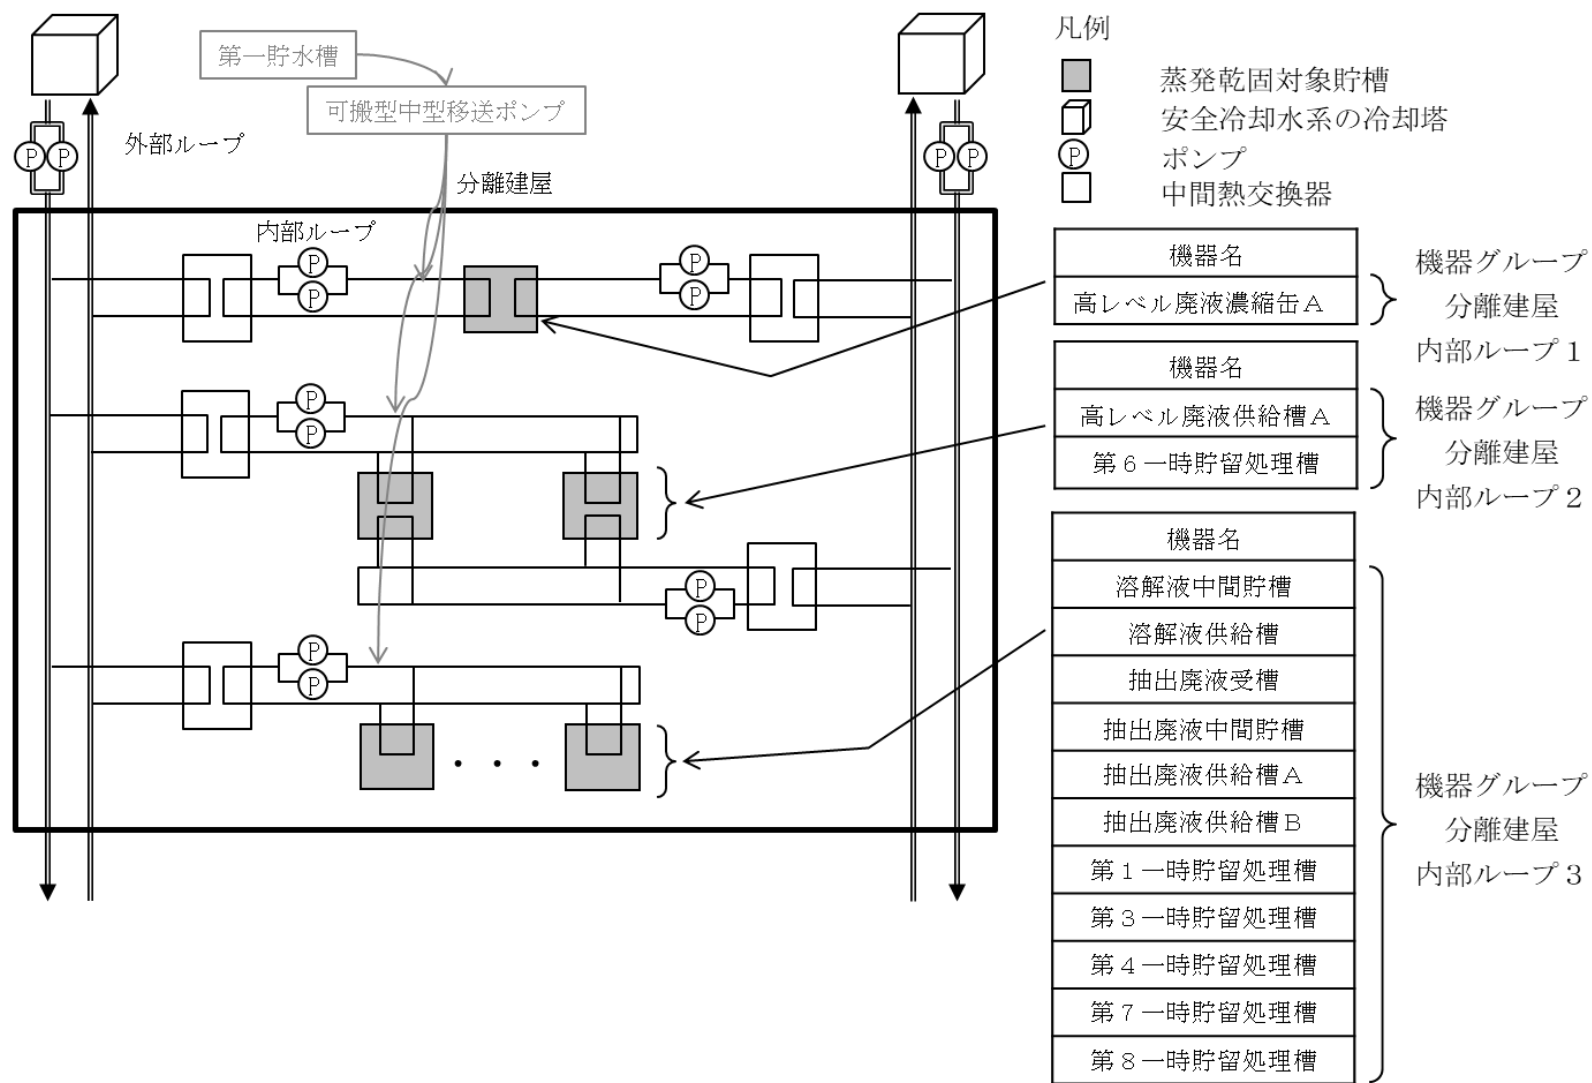 第一貯水槽
可搬型中型移送ポンプ
外部ループ
分離建屋
内部ループ
P
P
P
P
P
P
P
P
P
P
P
P
P
P
凡例
蒸発乾固対象貯槽
安全冷却水系の冷却塔
P
ポンプ
中間熱交換器
機器名
高レベル廃液濃縮缶A
機器グループ
分離建屋
内部ループ1
機器名
高レベル廃液供給槽A
第6一時貯留処理槽
機器グループ
分離建屋
内部ループ2
機器名
溶解液中間貯槽
溶解液供給槽
抽出廃液受槽
抽出廃液中間貯槽
抽出廃液供給槽A
抽出廃液供給槽B
第1一時貯留処理槽
第3一時貯留処理槽
第4一時貯留処理槽
第7一時貯留処理槽
第8一時貯留処理槽
機器グループ
分離建屋
内部ループ3